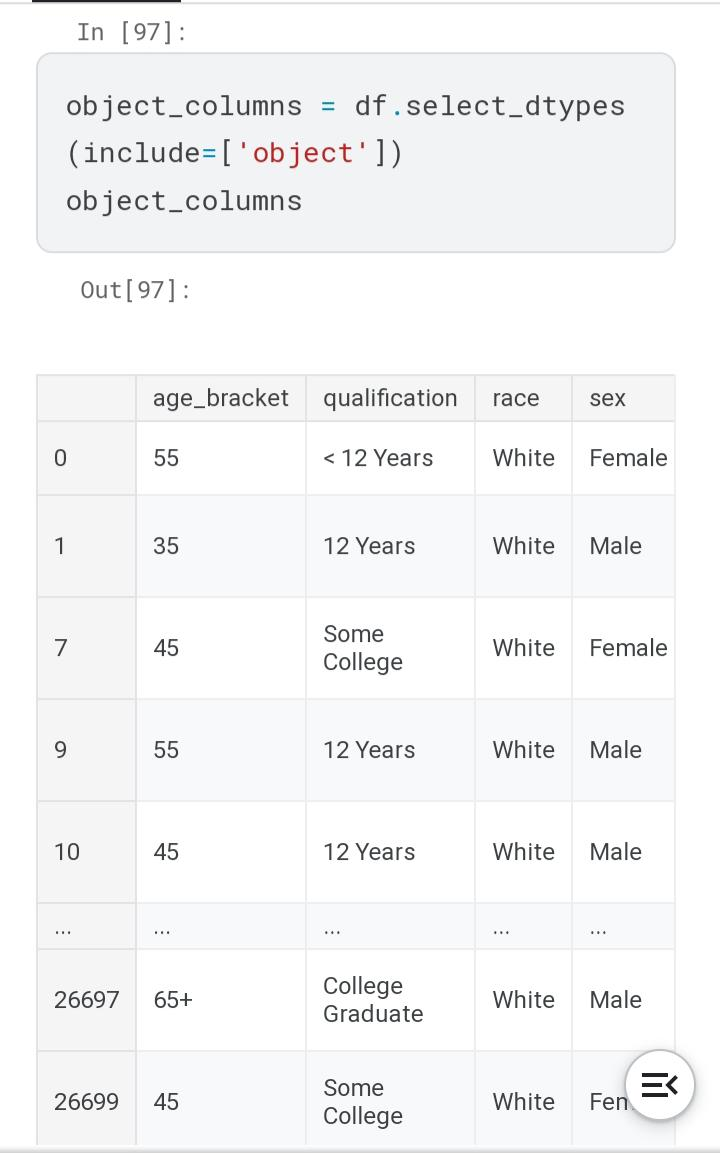 In [97]:
object_columns = df.select_dtypes
(include=['object'])
object_columns
Out[97]:
age_bracket qualification race sex
0 55 < 12 Years White Female
1 35 12 Years White Male
7 45 Some College White Female
9 55 12 Years White Male
10 45 12 Years White Male
... ... ... ... ...
26697 65+ College Graduate White Male
26699 45 Some College White